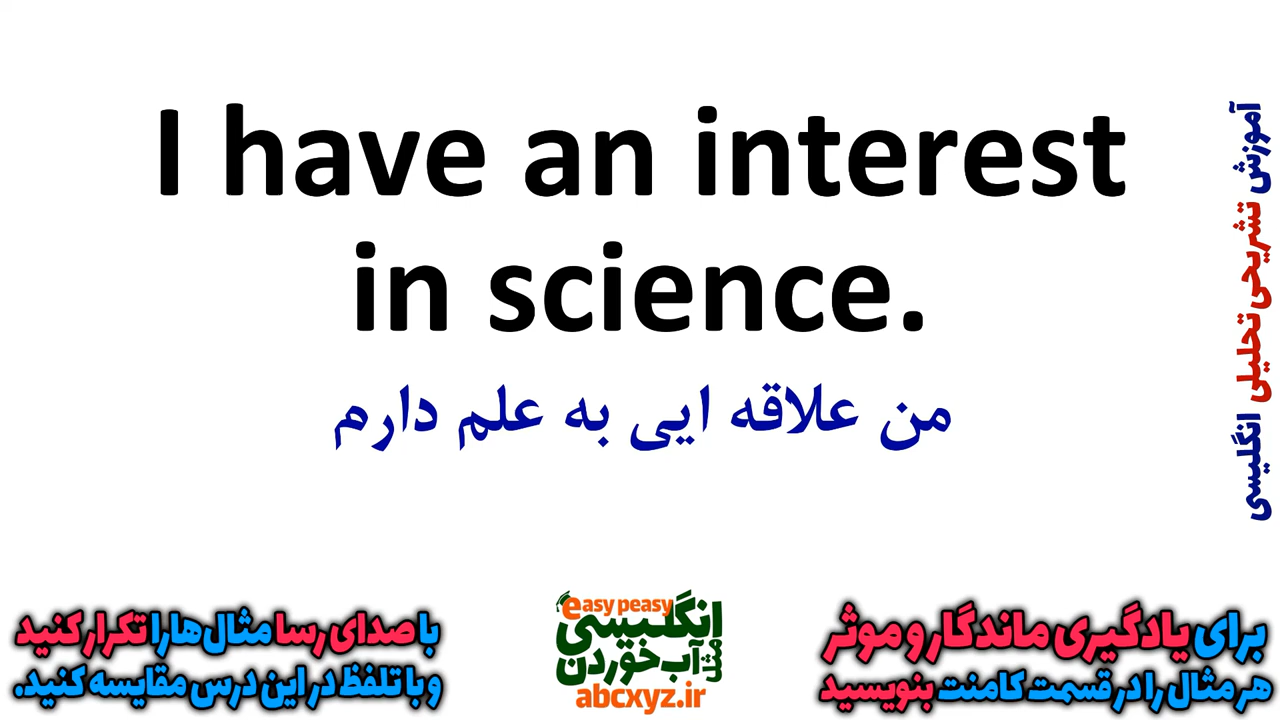 I have an interest
in science.
من علاقه ایی به علم دارم
آموزش تشریحی تحلیلی انگلیسی
با صدای رسا مثال‌ها را تکرار کنید
و با تلفظ در این درس مقایسه کنید.
easy peasy
انگلیسی
مثل آب خوردن
abcxyz.ir
برای یادگیری ماندگار و موثر
هر مثال را در قسمت کامنت بنویسید